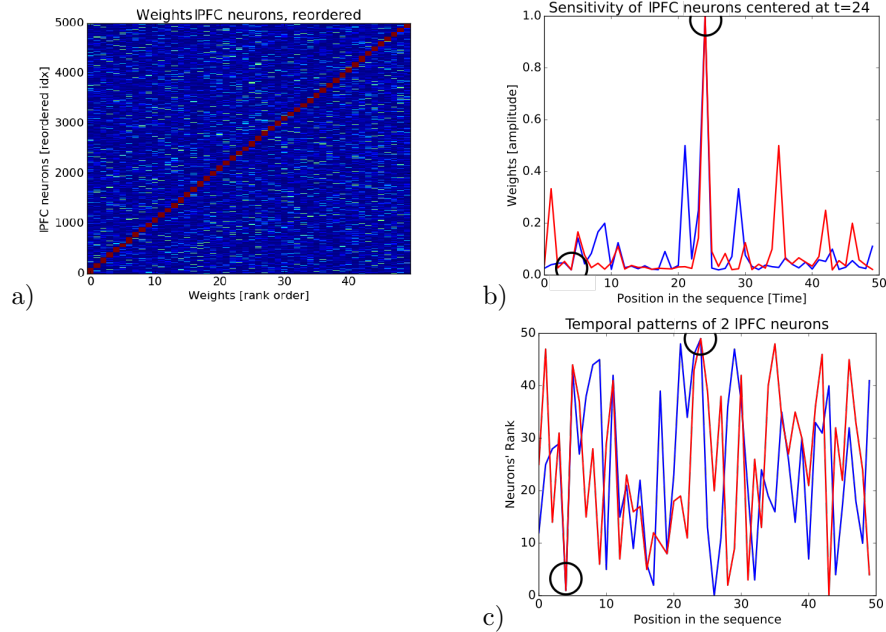 Weights lPFC neurons, reordered
5000
4000
3000
2000
1000
0
lPFC neurons [reordered idx]
0 10 20 30 40
Weights [rank order]
a)
Sensitivity of lPFC neurons centered at t=24
1.0
0.8
0.6
0.4
0.2
0.0
Weights [amplitude]
0 10 20 30 40 50
Position in the sequence [Time]
b)
Temporal patterns of 2 lPFC neurons
50
40
30
20
10
0
Neurons' Rank
0 10 20 30 40 50
Position in the sequence
c)